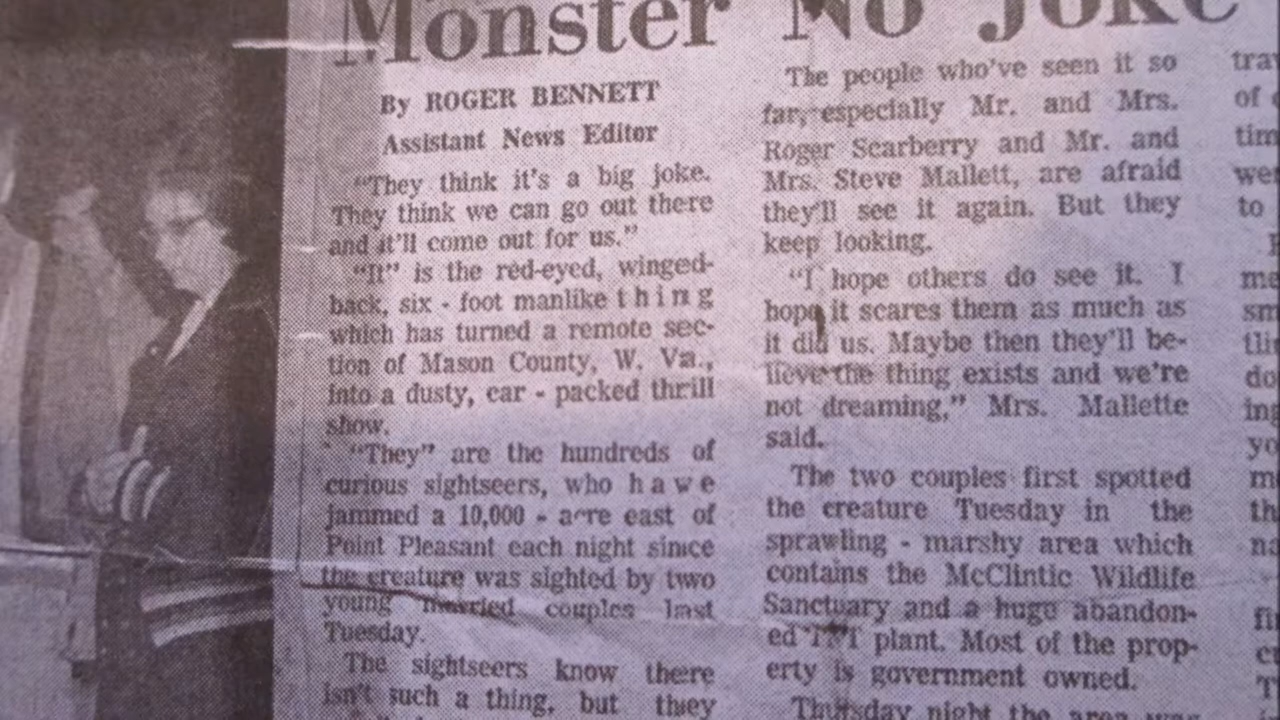 Monster No Joke
By ROGER BENNETT
Assistant News Editor
"They think it's a big joke.
They think we can go out there
and it'll come out for us."
"It" is the red-eyed, winged-
back, six - foot manlike thing
which has turned a remote sec-
tion of Mason County, W. Va.,
into a dusty, car - packed thrill
show.
"They" are the hundreds of
curious sightseers, who hawe
jammed a 10,000 - acre east of
Point Pleasant each night since
the creature was sighted by two
young married couples last
Tuesday.
The sightseers know there
isn't such a thing, but they
The people who've seen it so
far, especially Mr. and Mrs.
Roger Scarberry and Mr. and
Mrs. Steve Mallett, are afraid
they'll see it again. But they
keep looking.
"I hope others do see it. I
hope it scares them as much as
it did us. Maybe then they'll be-
lieve the thing exists and we're
not dreaming," Mrs. Mallette
said.
The two couples first spotted
the creature Tuesday in the
sprawling - marshy area which
contains the McClintic Wildlife
Sanctuary and a huge abandon-
ed TNT plant. Most of the prop-
erty is government owned.
Thursday night the area was
of
to